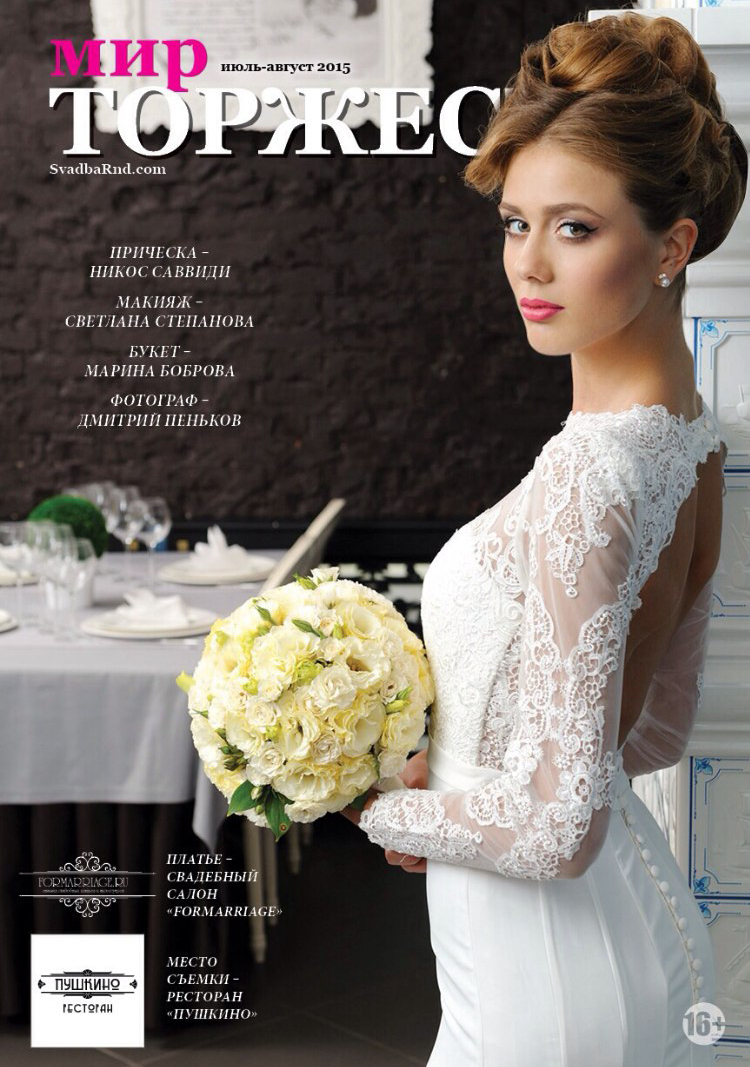 мир
июль-август 2015
ТОРЖЕС
SvadbaRnd.com
ПРИЧЕСКА –
НИКОС САВВИДИ
МАКИЯЖ –
СВЕТЛАНА СТЕПАНОВА
БУКЕТ –
МАРИНА БОБРОВА
ФОТОГРАФ –
ДМИТРИЙ ПЕНЬКОВ
FORMARRIAGE.RU
ПЛАТЬЕ –
СВАДЕБНЫЙ
САЛОН
«FORMARRIAGE»
ПУШКИНО
РЕСТОРАН
МЕСТО
СЪЕМКИ –
РЕСТОРАН
«ПУШКИНО»
16+